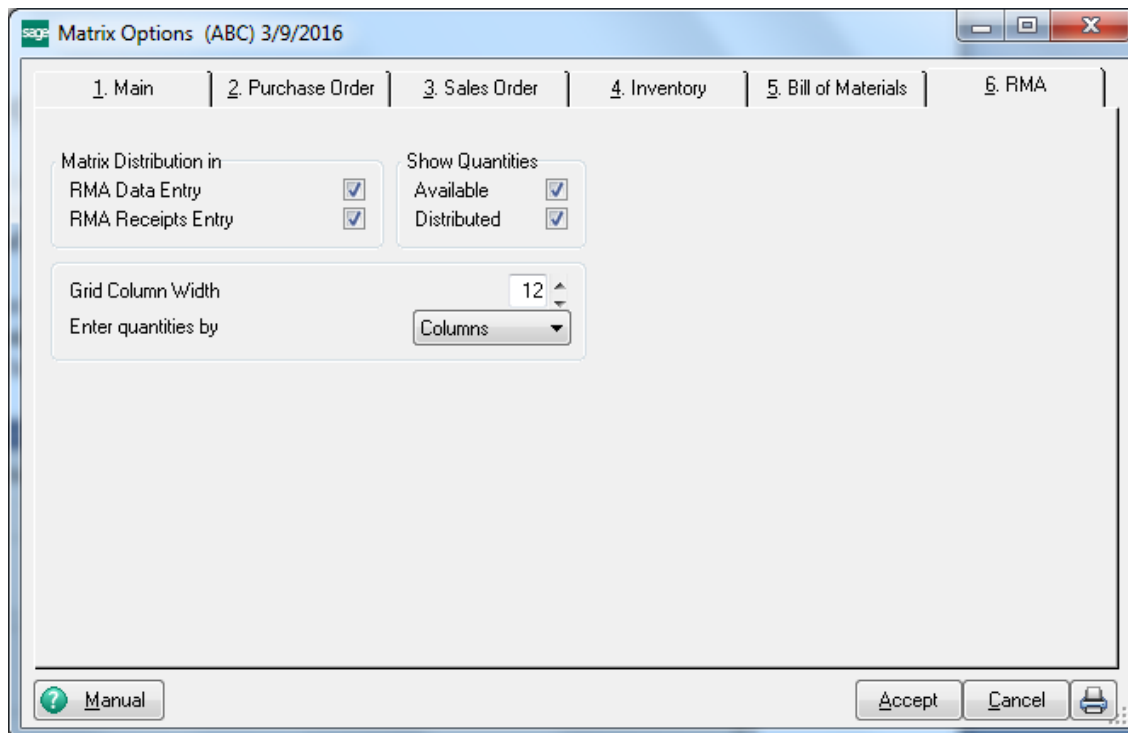 sage Matrix Options (ABC) 3/9/2016
1. Main 2. Purchase Order 3. Sales Order 4. Inventory 5. Bill of Materials 6. RMA
Matrix Distribution in Show Quantities
RMA Data Entry Available
RMA Receipts Entry Distributed
Grid Column Width 12
Enter quantities by Columns
? Manual Accept Cancel